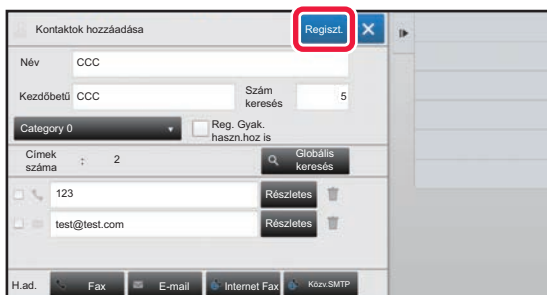 Kontaktok hozzáadása Regiszt.
Név CCC
Kezdőbetű CCC Szám keresés 5
Category 0 Reg. Gyak. haszn.hoz is
Címek száma : 2 Globális keresés
123 Részletes
test@test.com Részletes
H.ad. Fax E-mail Internet Fax Közv.SMTP